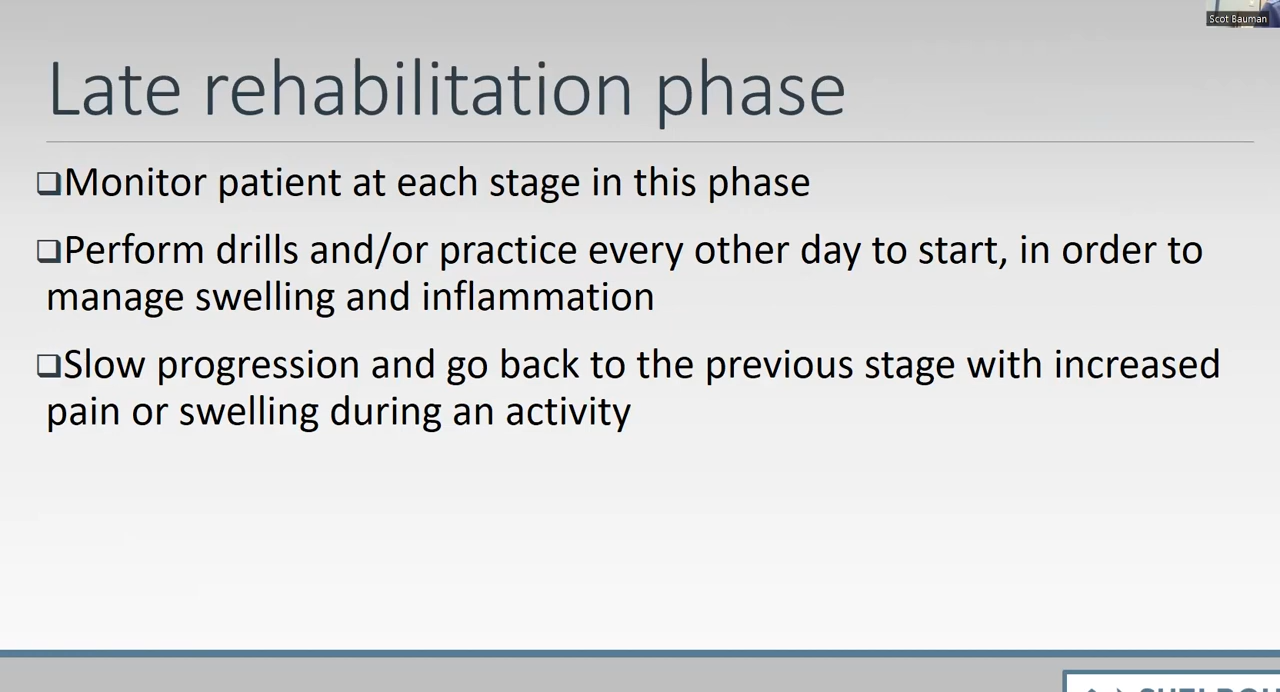 Scot Bauman
Late rehabilitation phase
Monitor patient at each stage in this phase
Perform drills and/or practice every other day to start, in order to
manage swelling and inflammation
Slow progression and go back to the previous stage with increased
pain or swelling during an activity